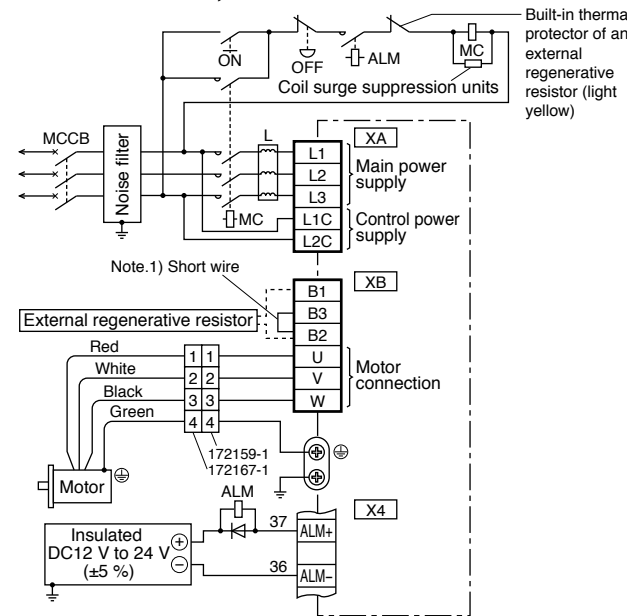 Built-in therma
protector of an
external
regenerative
resistor (light
yellow)
ON
OFF
ALM
MC
Coil surge suppression units
MCCB
Noise filter
L
MC
XA
L1
L2
L3
Main power
supply
L1C
L2C
Control power
supply
Note.1) Short wire
XB
B1
B3
B2
External regenerative resistor
U
V
W
Motor
connection
Red
White
Black
Green
1 1
2 2
3 3
4 4
172159-1
172167-1
Motor
ALM
X4
Insulated
DC12 V to 24 V
(±5 %)
+
−
37
ALM+
36
ALM−